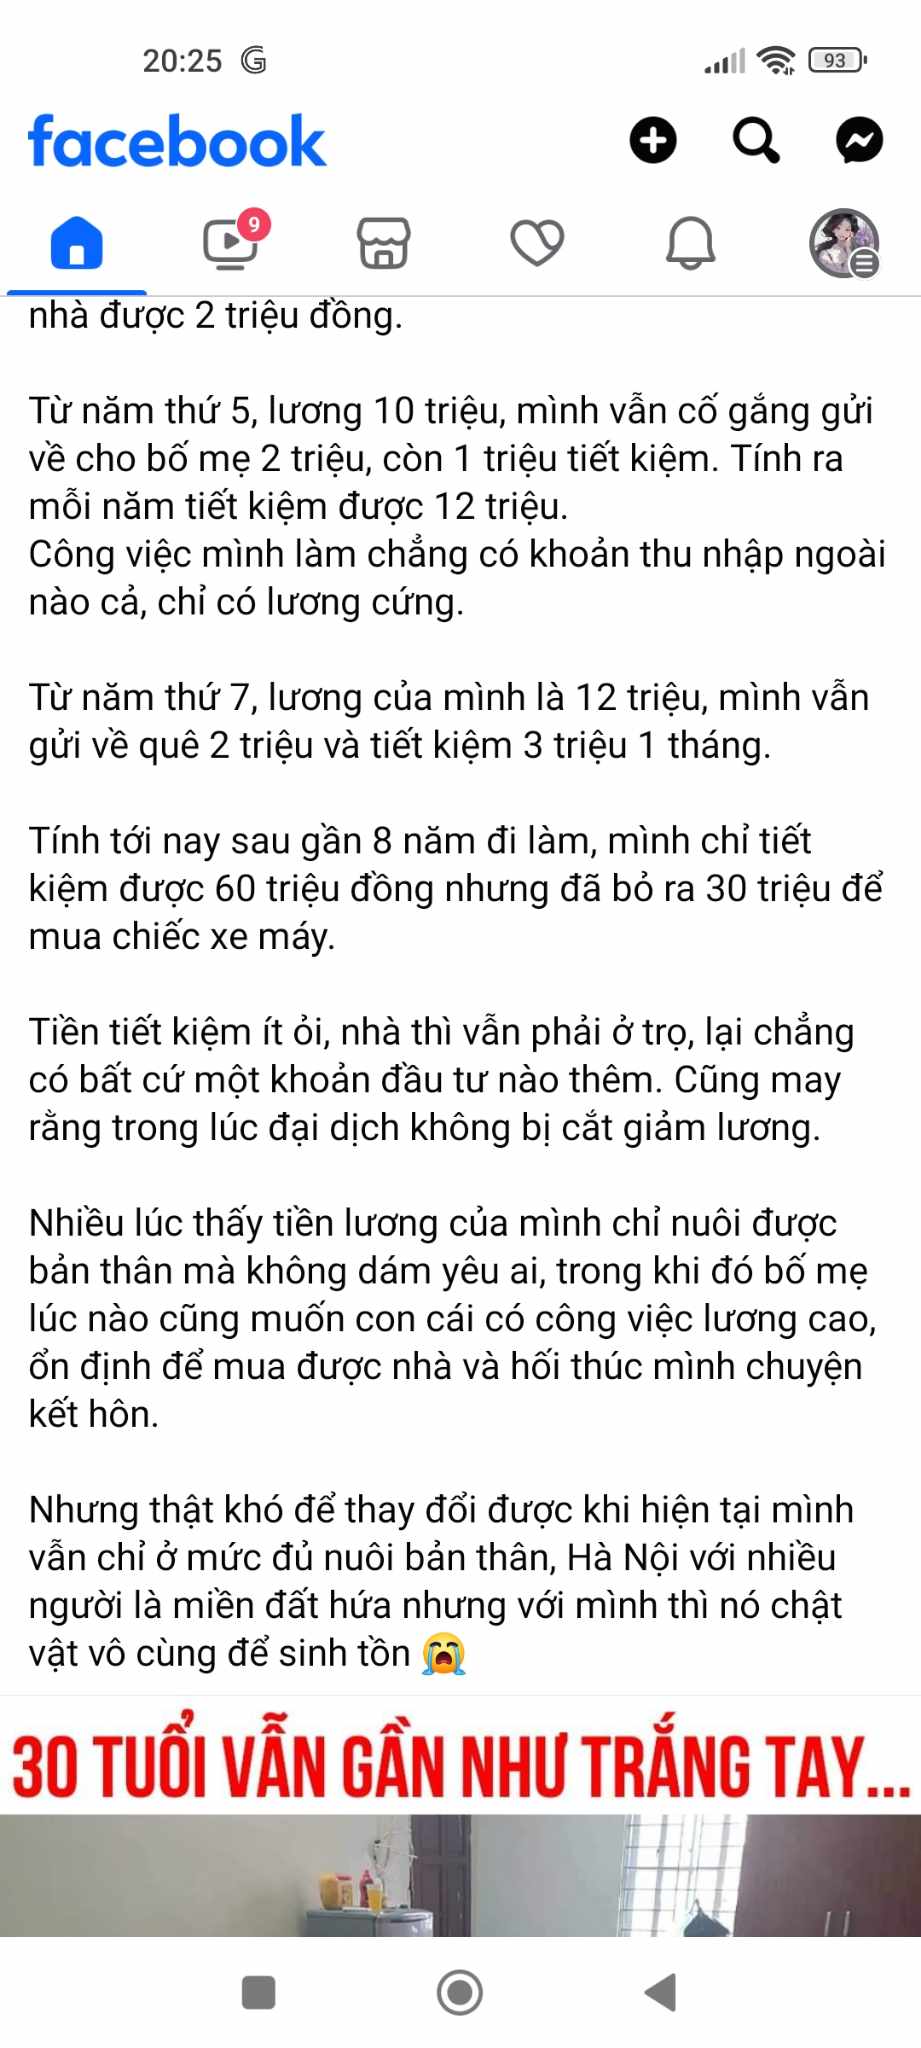 20:25
93
facebook
9
nhà được 2 triệu đồng.
Từ năm thứ 5, lương 10 triệu, mình vẫn cố gắng gửi
về cho bố mẹ 2 triệu, còn 1 triệu tiết kiệm. Tính ra
mỗi năm tiết kiệm được 12 triệu.
Công việc mình làm chẳng có khoản thu nhập ngoài
nào cả, chỉ có lương cứng.
Từ năm thứ 7, lương của mình là 12 triệu, mình vẫn
gửi về quê 2 triệu và tiết kiệm 3 triệu 1 tháng.
Tính tới nay sau gần 8 năm đi làm, mình chỉ tiết
kiệm được 60 triệu đồng nhưng đã bỏ ra 30 triệu để
mua chiếc xe máy.
Tiền tiết kiệm ít ỏi, nhà thì vẫn phải ở trọ, lại chẳng
có bất cứ một khoản đầu tư nào thêm. Cũng may
rằng trong lúc đại dịch không bị cắt giảm lương.
Nhiều lúc thấy tiền lương của mình chỉ nuôi được
bản thân mà không dám yêu ai, trong khi đó bố mẹ
lúc nào cũng muốn con cái có công việc lương cao,
ổn định để mua được nhà và hối thúc mình chuyện
kết hôn.
Nhưng thật khó để thay đổi được khi hiện tại mình
vẫn chỉ ở mức đủ nuôi bản thân, Hà Nội với nhiều
người là miền đất hứa nhưng với mình thì nó chật
vật vô cùng để sinh tồn 😭
30 TUỔI VẪN GẦN NHƯ TRẮNG TAY...